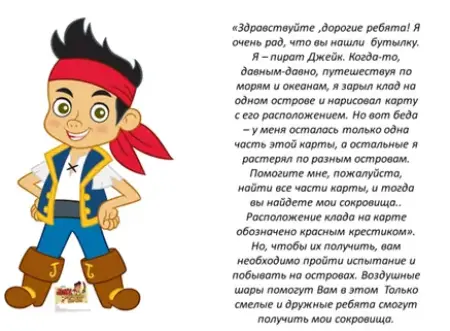 «Здравствуйте ,дорогие ребята! Я
очень рад, что вы нашли бутылку.
Я – пират Джейк. Когда-то,
давным-давно, путешествуя по
морям и океанам, я зарыл клад на
одном острове и нарисовал карту
с его расположением. Но вот беда
– у меня осталась только одна
часть этой карты, а остальные я
растерял по разным островам.
Помогите мне, пожалуйста,
найти все части карты, и тогда
вы найдете мои сокровища..
Расположение клада на карте
обозначено красным крестиком».
Но, чтобы их получить, вам
необходимо пройти испытание и
побывать на островах. Воздушные
шары помогут Вам в этом Только
смелые и дружные ребята смогут
получить мои сокровища.